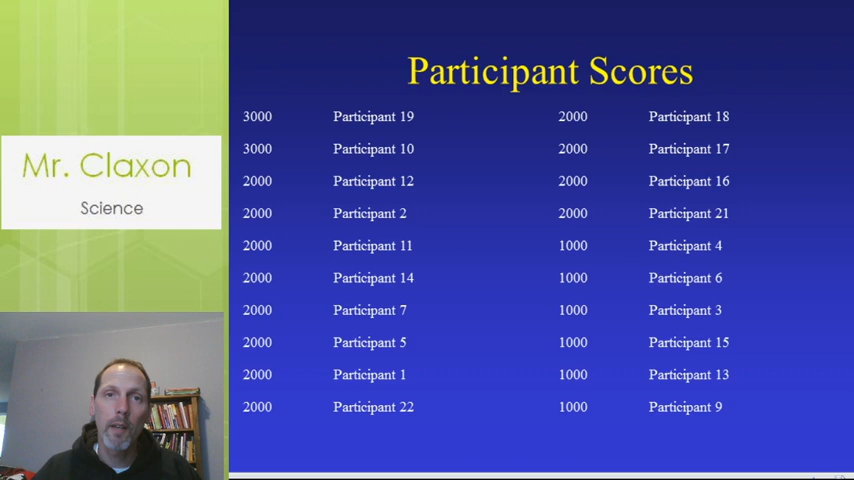 Mr. Claxon
Science
Participant Scores
3000 Participant 19 2000 Participant 18
3000 Participant 10 2000 Participant 17
2000 Participant 12 2000 Participant 16
2000 Participant 2 2000 Participant 21
2000 Participant 11 1000 Participant 4
2000 Participant 14 1000 Participant 6
2000 Participant 7 1000 Participant 3
2000 Participant 5 1000 Participant 15
2000 Participant 1 1000 Participant 13
2000 Participant 22 1000 Participant 9